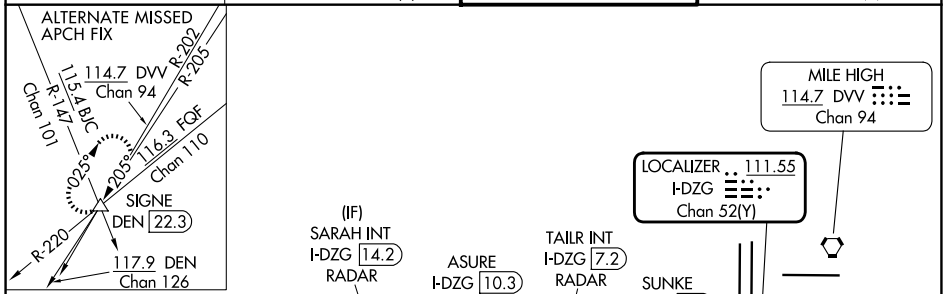 ALTERNATE MISSED
APCH FIX
R-202
R-205
114.7 DVV
Chan 94
115.4 BJC
R-147
Chan 101
116.3 FQF
Chan 110
025°
205°
SIGNE
DEN 22.3
R-220
117.9 DEN
Chan 126
(IF)
SARAH INT
I-DZG 14.2
RADAR
ASURE
I-DZG 10.3
TAILR INT
I-DZG 7.2
RADAR
SUNKE
LOCALIZER 111.55
I-DZG
Chan 52(Y)
MILE HIGH
114.7 DVV
Chan 94